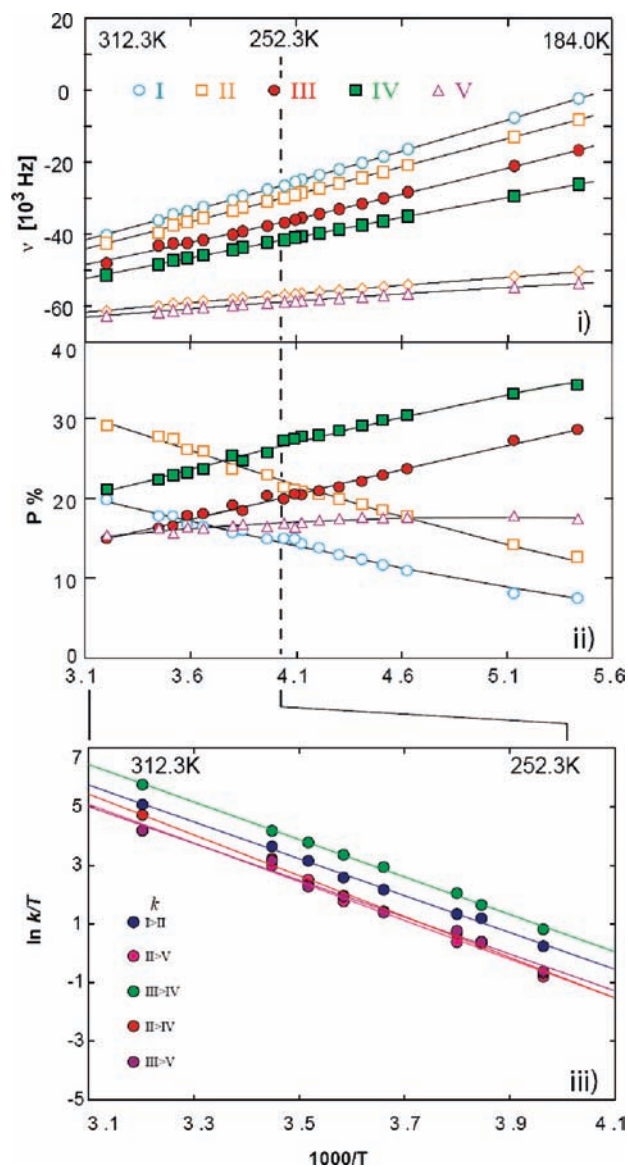 20
312.3K 252.3K 184.0K
I II III IV V
0
-20
ν [10³ Hz]
-40
-60
i)
40
30
P %
20
10
0
ii)
3.1 3.6 4.1 4.6 5.1 5.6
7
312.3K 252.3K
5
3
ln k/T
k
1
I>II
II>V
-1
III>IV
II>IV
-3
III>V
-5
iii)
3.1 3.3 3.5 3.7 3.9 4.1
1000/T